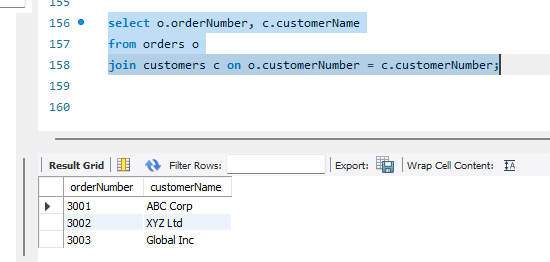 155
156 select o.orderNumber, c.customerName
157 from orders o
158 join customers c on o.customerNumber = c.customerNumber;
159
160
Result Grid Filter Rows: Export: Wrap Cell Content:
orderNumber customerName
3001 ABC Corp
3002 XYZ Ltd
3003 Global Inc